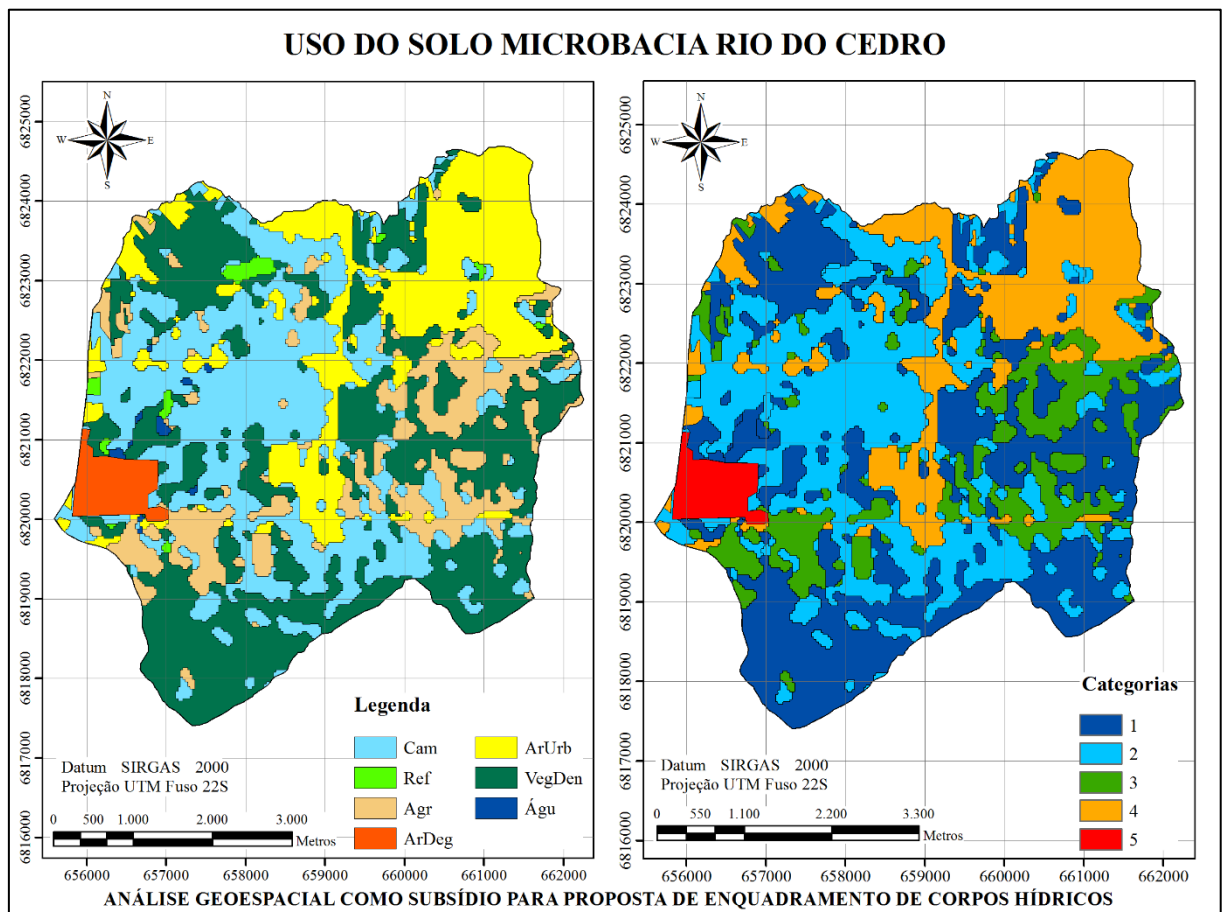 USO DO SOLO MICROBACIA RIO DO CEDRO
N
W
E
S
6825000
6824000
6823000
6822000
6821000
6820000
6819000
6818000
6817000
6816000
Legenda
Cam
Ref
Agr
ArDeg
ArUrb
VegDen
Águ
Datum SIRGAS 2000
Projeção UTM Fuso 22S
0 500 1.000 2.000 3.000
Metros
656000 657000 658000 659000 660000 661000 662000
N
W
E
S
6825000
6824000
6823000
6822000
6821000
6820000
6819000
6818000
6817000
6816000
Categorias
1
2
3
4
5
Datum SIRGAS 2000
Projeção UTM Fuso 22S
0 550 1.100 2.200 3.300
Metros
656000 657000 658000 659000 660000 661000 662000
ANÁLISE GEOESPACIAL COMO SUBSÍDIO PARA PROPOSTA DE ENQUADRAMENTO DE CORPOS HÍDRICOS